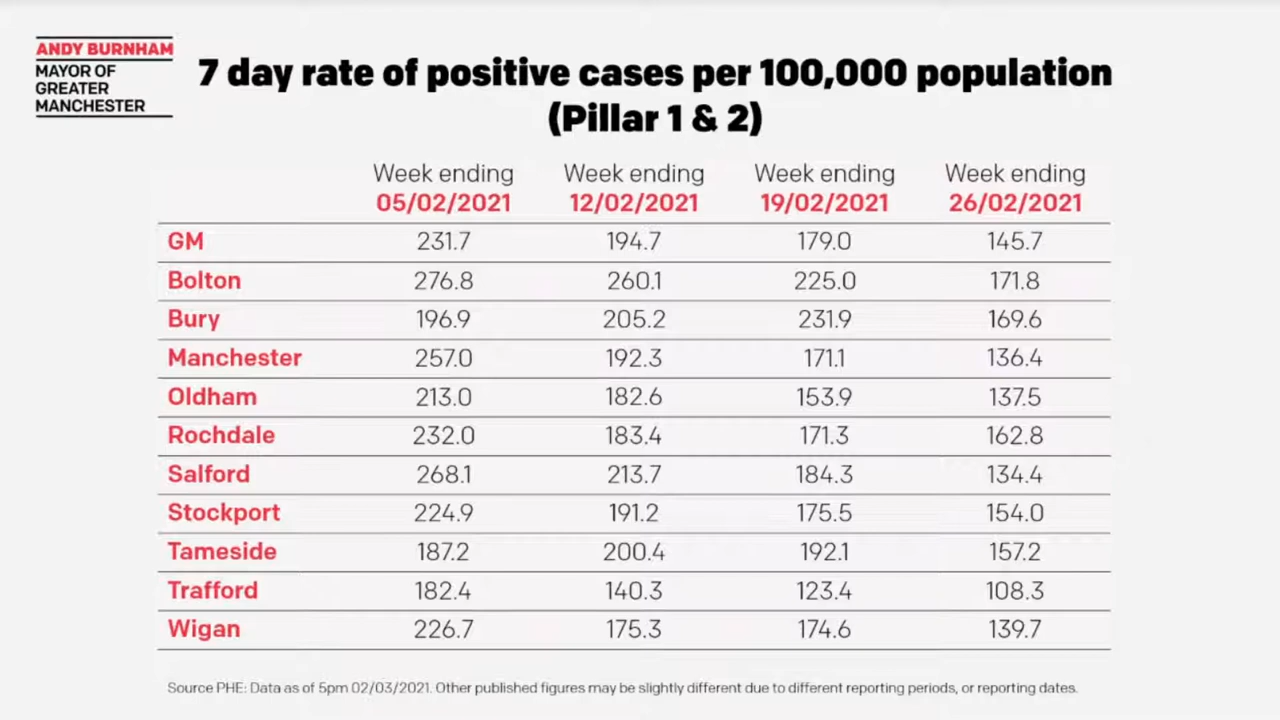 ANDY BURNHAM
MAYOR OF
GREATER
MANCHESTER
7 day rate of positive cases per 100,000 population
(Pillar 1 & 2)
Week ending Week ending Week ending Week ending
05/02/2021 12/02/2021 19/02/2021 26/02/2021
GM 231.7 194.7 179.0 145.7
Bolton 276.8 260.1 225.0 171.8
Bury 196.9 205.2 231.9 169.6
Manchester 257.0 192.3 171.1 136.4
Oldham 213.0 182.6 153.9 137.5
Rochdale 232.0 183.4 171.3 162.8
Salford 268.1 213.7 184.3 134.4
Stockport 224.9 191.2 175.5 154.0
Tameside 187.2 200.4 192.1 157.2
Trafford 182.4 140.3 123.4 108.3
Wigan 226.7 175.3 174.6 139.7
Source PHE: Data as of 5pm 02/03/2021. Other published figures may be slightly different due to different reporting periods, or reporting dates.